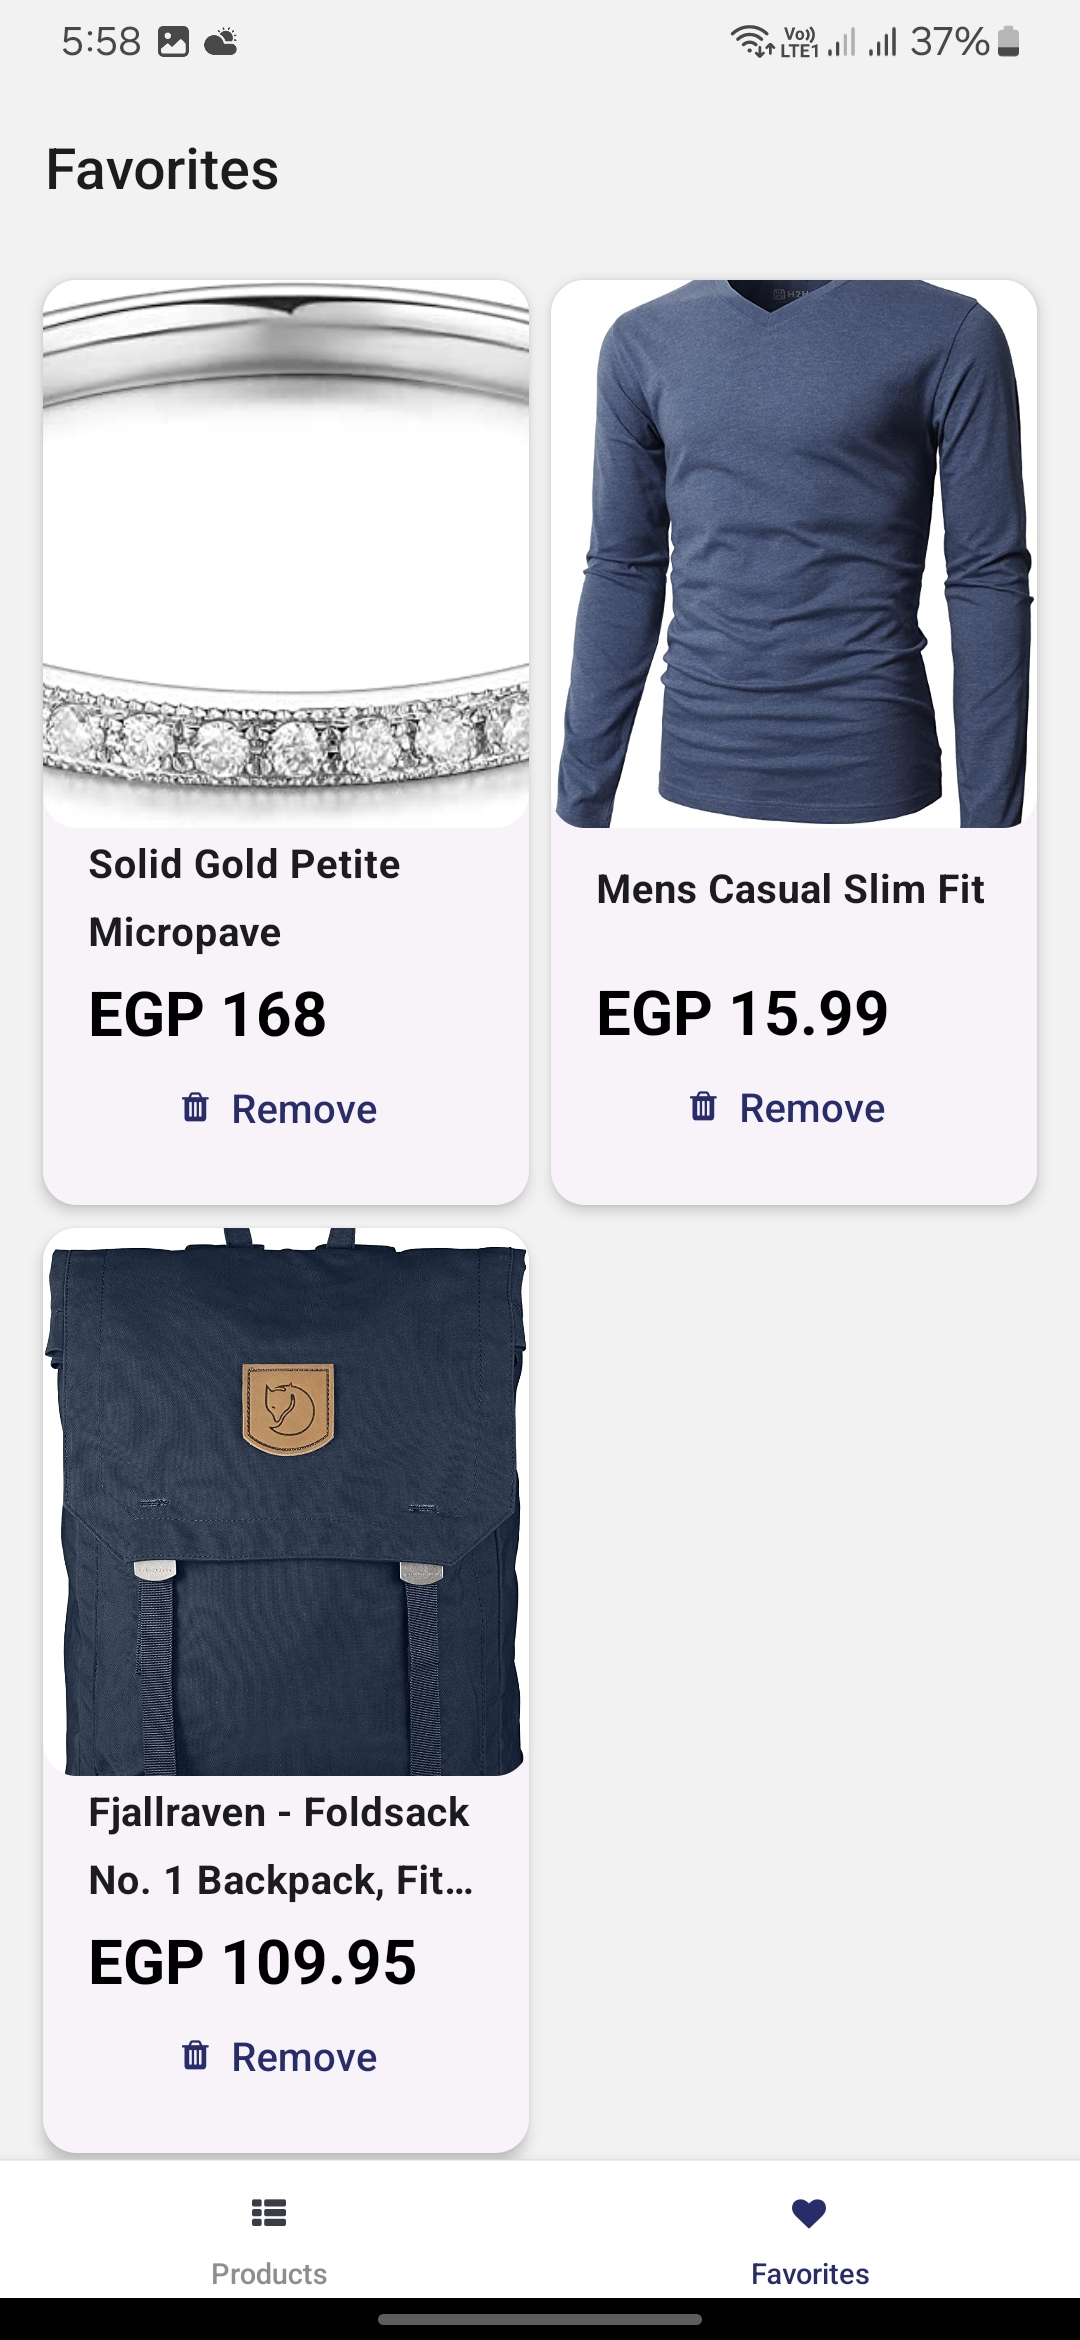 5:58
Vo)) LTE1
37%
Favorites
H2H
Solid Gold Petite
Micropave
EGP 168
Remove
Mens Casual Slim Fit
EGP 15.99
Remove
Fjallraven - Foldsack
No. 1 Backpack, Fit...
EGP 109.95
Remove
Products
Favorites